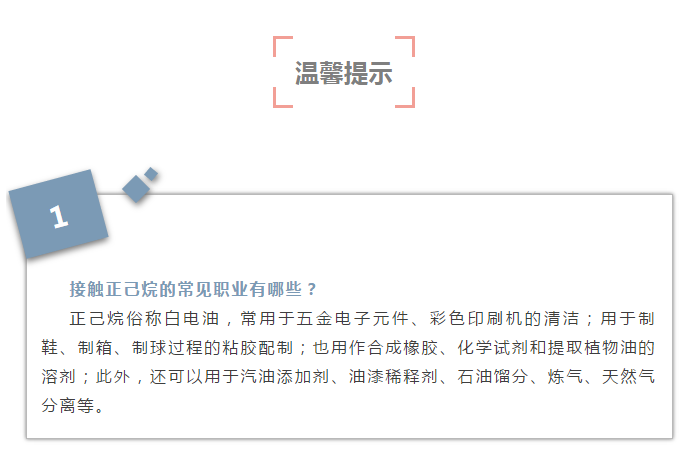 温馨提示
1
接触正己烷的常见职业有哪些？
正己烷俗称白电油，常用于五金电子元件、彩色印刷机的清洁；用于制
鞋、制箱、制球过程的粘胶配制；也用作合成橡胶、化学试剂和提取植物油的
溶剂；此外，还可以用于汽油添加剂、油漆稀释剂、石油馏分、炼气、天然气
分离等。